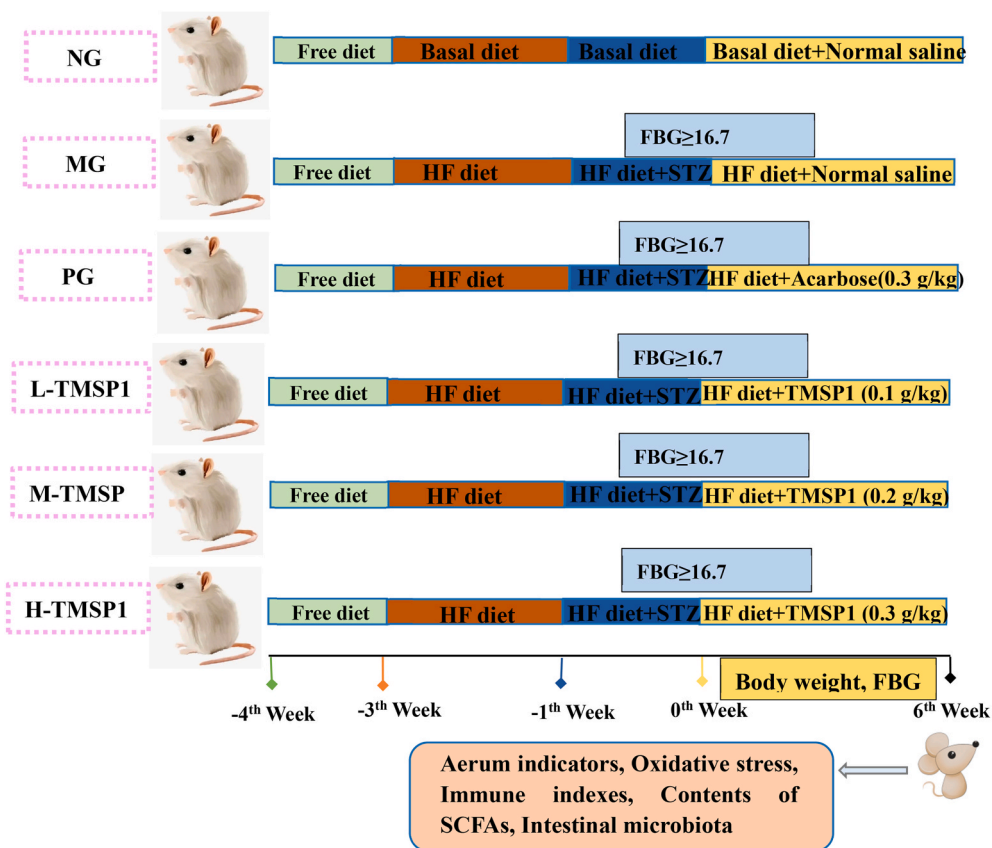 NG
Free diet Basal diet Basal diet Basal diet+Normal saline
FBG≥16.7
MG
Free diet HF diet HF diet+STZ HF diet+Normal saline
FBG≥16.7
PG
Free diet HF diet HF diet+STZ HF diet+Acarbose(0.3 g/kg)
FBG≥16.7
L-TMSP1
Free diet HF diet HF diet+STZ HF diet+TMSP1 (0.1 g/kg)
FBG≥16.7
M-TMSP
Free diet HF diet HF diet+STZ HF diet+TMSP1 (0.2 g/kg)
FBG≥16.7
H-TMSP1
Free diet HF diet HF diet+STZ HF diet+TMSP1 (0.3 g/kg)
Body weight, FBG
-4th Week -3th Week -1th Week 0th Week 6th Week
Aerum indicators, Oxidative stress,
Immune indexes, Contents of
SCFAs, Intestinal microbiota